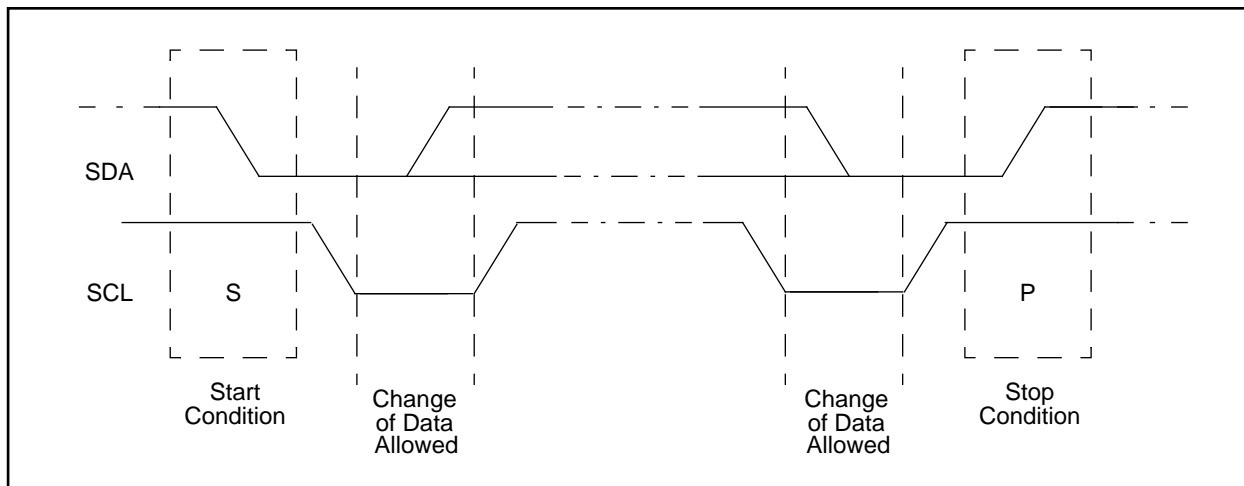 SDA
SCL
S
P
Start
Condition
Change
of Data
Allowed
Change
of Data
Allowed
Stop
Condition